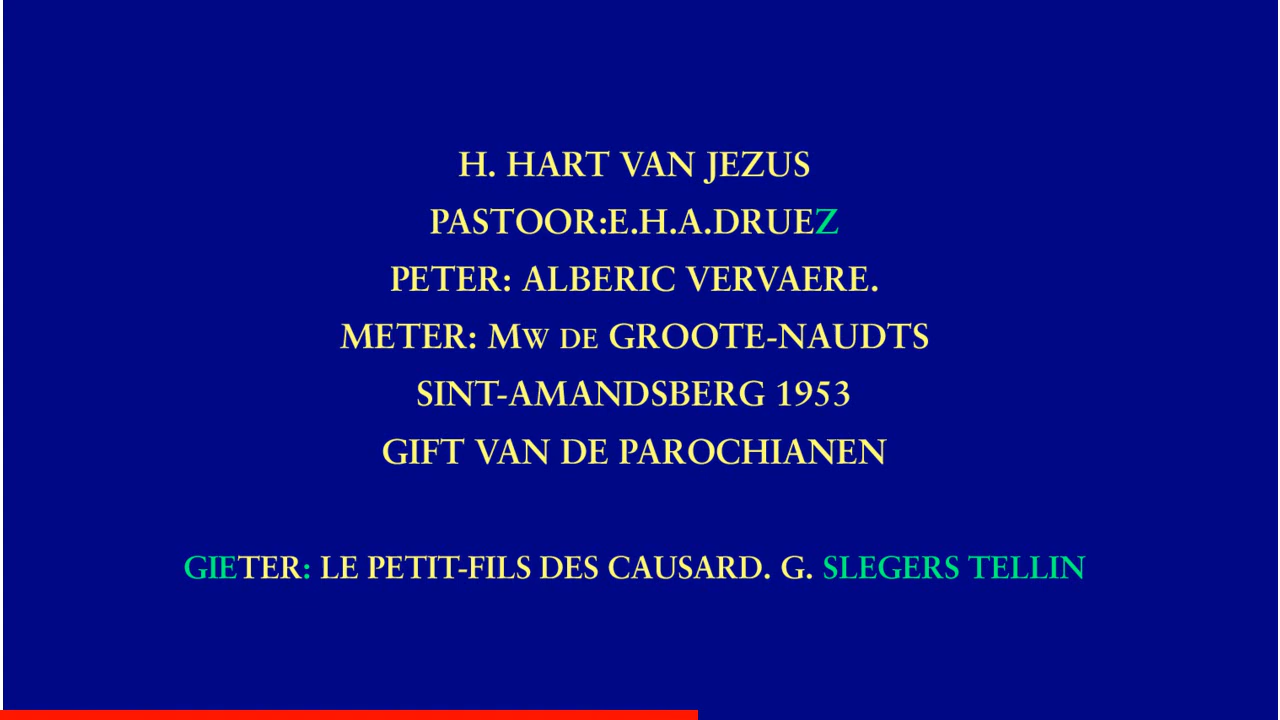 H. HART VAN JEZUS
PASTOOR:E.H.A.DRUEZ
PETER: ALBERIC VERVAERE.
METER: MW DE GROOTE-NAUDTS
SINT-AMANDSBERG 1953
GIFT VAN DE PAROCHIANEN
GIETER: LE PETIT-FILS DES CAUSARD. G. SLEGERS TELLIN